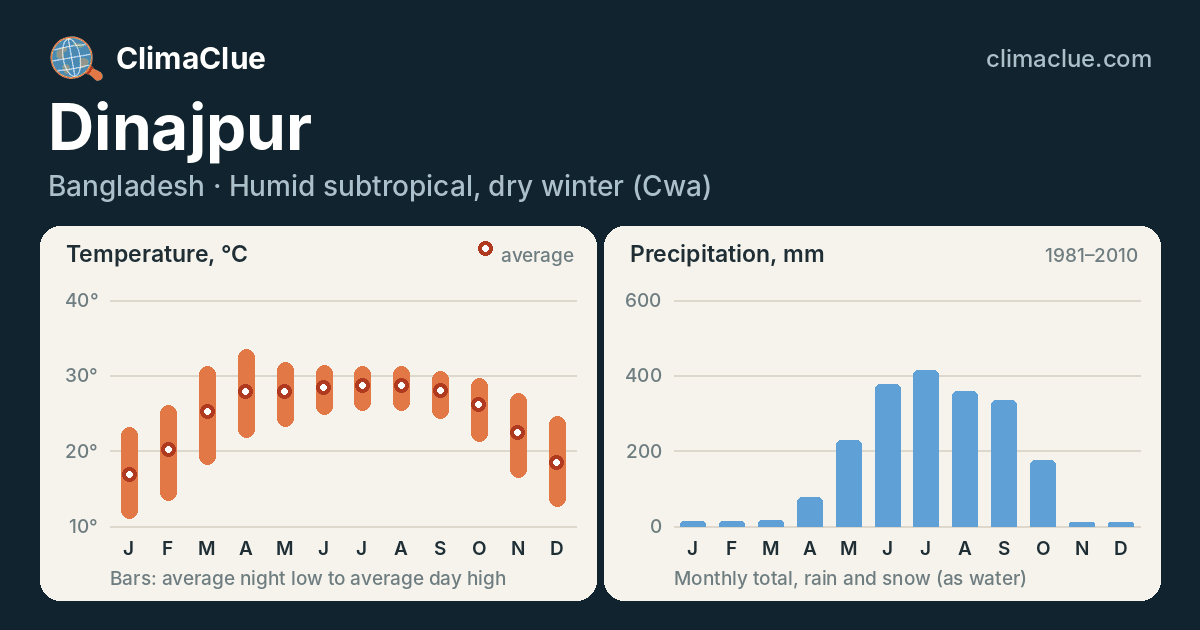 ClimaClue
climaclue.com
Dinajpur
Bangladesh · Humid subtropical, dry winter (Cwa)
Temperature, °C
average
40°
30°
20°
10°
J F M A M J J A S O N D
Bars: average night low to average day high
Precipitation, mm
1981–2010
600
400
200
0
J F M A M J J A S O N D
Monthly total, rain and snow (as water)